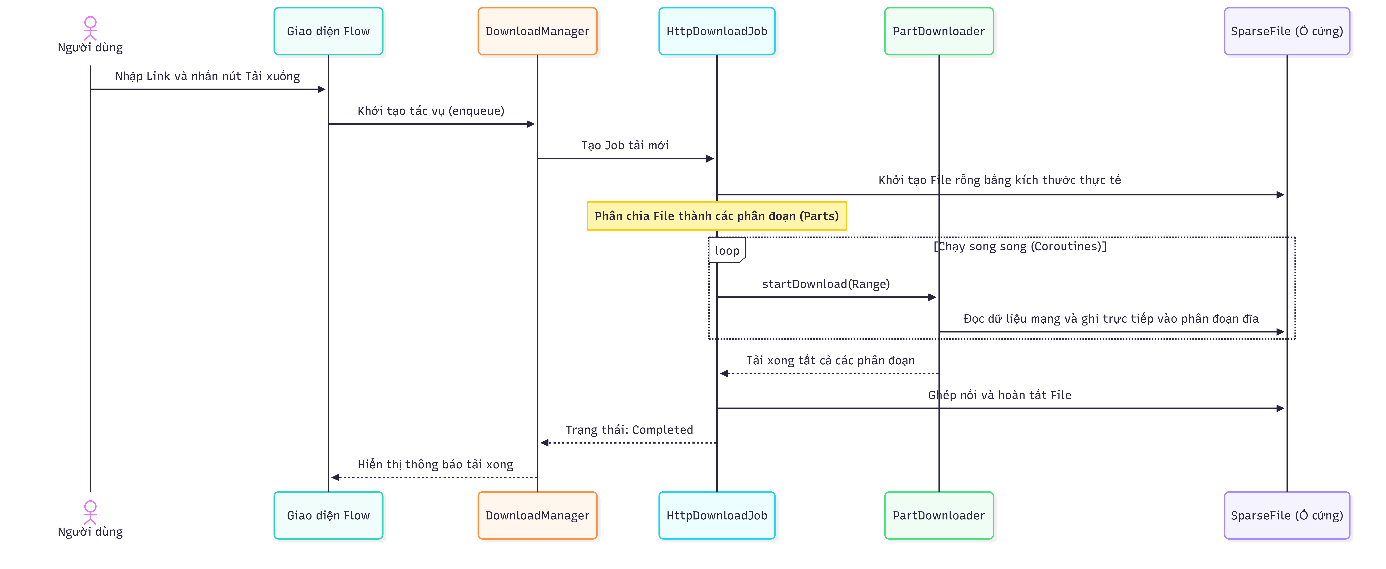 Người dùng
Giao diện Flow
DownloadManager
HttpDownloadJob
PartDownloader
SparseFile (Ổ cứng)
Nhập Link và nhấn nút Tải xuống
Khởi tạo tác vụ (enqueue)
Tạo Job tải mới
Khởi tạo File rỗng bằng kích thước thực tế
Phân chia File thành các phân đoạn (Parts)
loop
[Chạy song song (Coroutines)]
startDownload(Range)
Đọc dữ liệu mạng và ghi trực tiếp vào phân đoạn đĩa
Tải xong tất cả các phân đoạn
Ghép nối và hoàn tất File
Trạng thái: Completed
Hiển thị thông báo tải xong
Người dùng
Giao diện Flow
DownloadManager
HttpDownloadJob
PartDownloader
SparseFile (Ổ cứng)